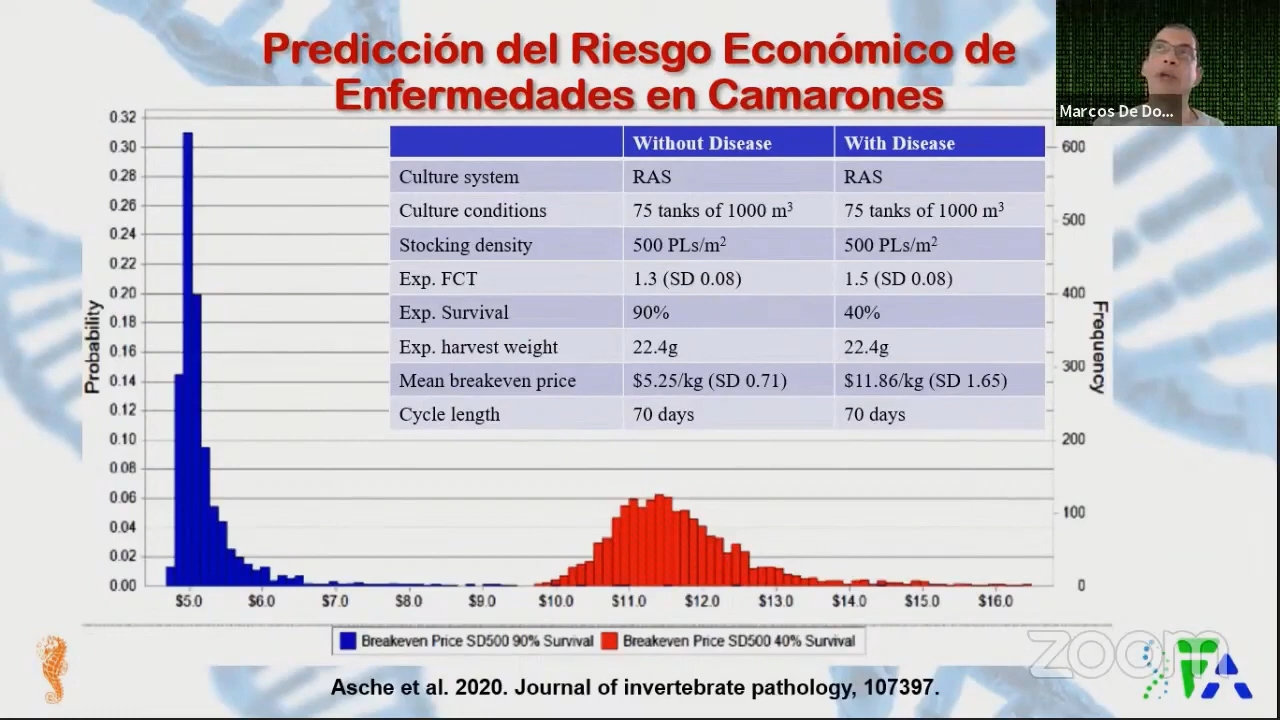 Predicción del Riesgo Económico de
Enfermedades en Camarones
Marcos De Do...
Without Disease With Disease
Culture system RAS RAS
Culture conditions 75 tanks of 1000 m³ 75 tanks of 1000 m³
Stocking density 500 PLs/m² 500 PLs/m²
Exp. FCT 1.3 (SD 0.08) 1.5 (SD 0.08)
Exp. Survival 90% 40%
Exp. harvest weight 22.4g 22.4g
Mean breakeven price $5.25/kg (SD 0.71) $11.86/kg (SD 1.65)
Cycle length 70 days 70 days
Probability
0.32
0.30
0.28
0.26
0.24
0.22
0.20
0.18
0.16
0.14
0.12
0.10
0.08
0.06
0.04
0.02
0.00
600
500
400
300
200
100
0
Frequency
$5.0 $6.0 $7.0 $8.0 $9.0 $10.0 $11.0 $12.0 $13.0 $14.0 $15.0 $16.0
Breakeven Price SD500 90% Survival Breakeven Price SD500 40% Survival
zoom
Asche et al. 2020. Journal of invertebrate pathology, 107397.